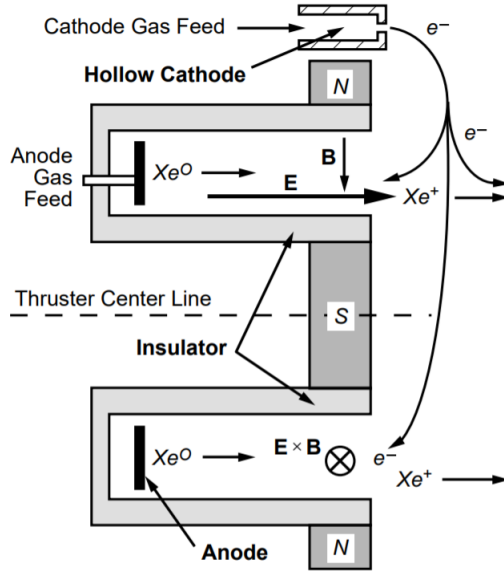 Cathode Gas Feed
e⁻
Hollow Cathode
N
e⁻
Anode
Gas
Feed
Xe⁰
B
E
Xe⁺
Thruster Center Line
S
Insulator
E × B
Xe⁰
e⁻
Xe⁺
Anode
N